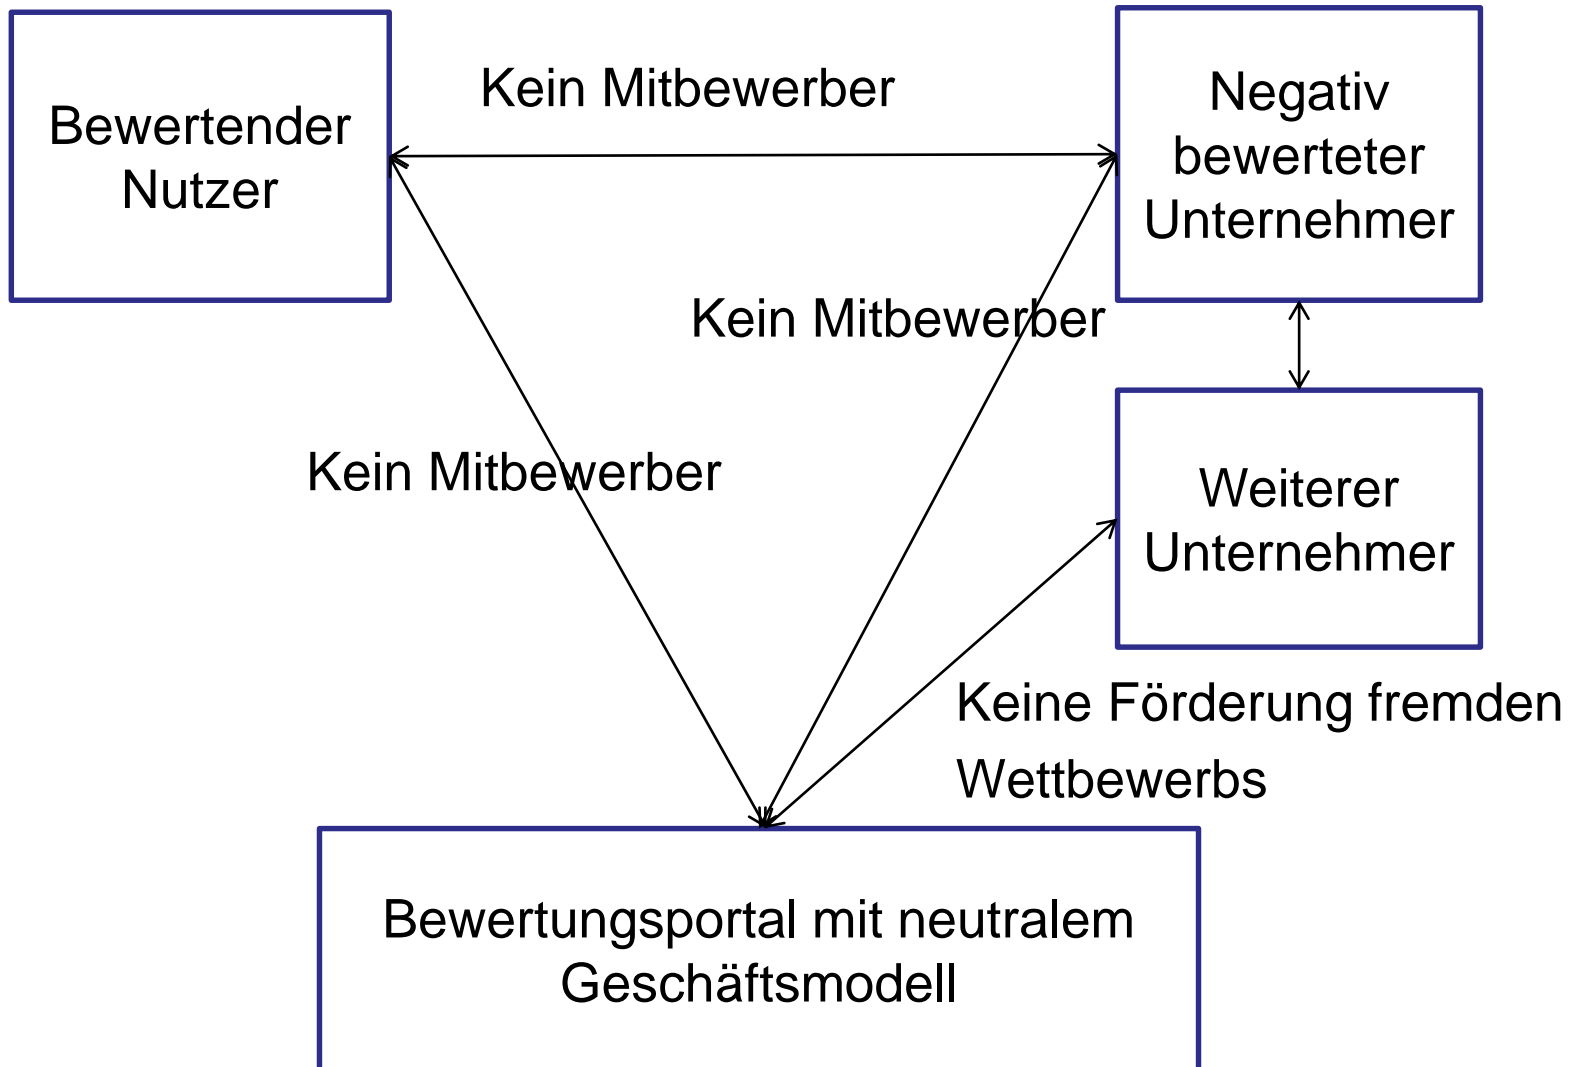 Bewertender
Nutzer
Kein Mitbewerber
Negativ
bewerteter
Unternehmer
Kein Mitbewerber
Kein Mitbewerber
Weiterer
Unternehmer
Keine Förderung fremden
Wettbewerbs
Bewertungsportal mit neutralem
Geschäftsmodell